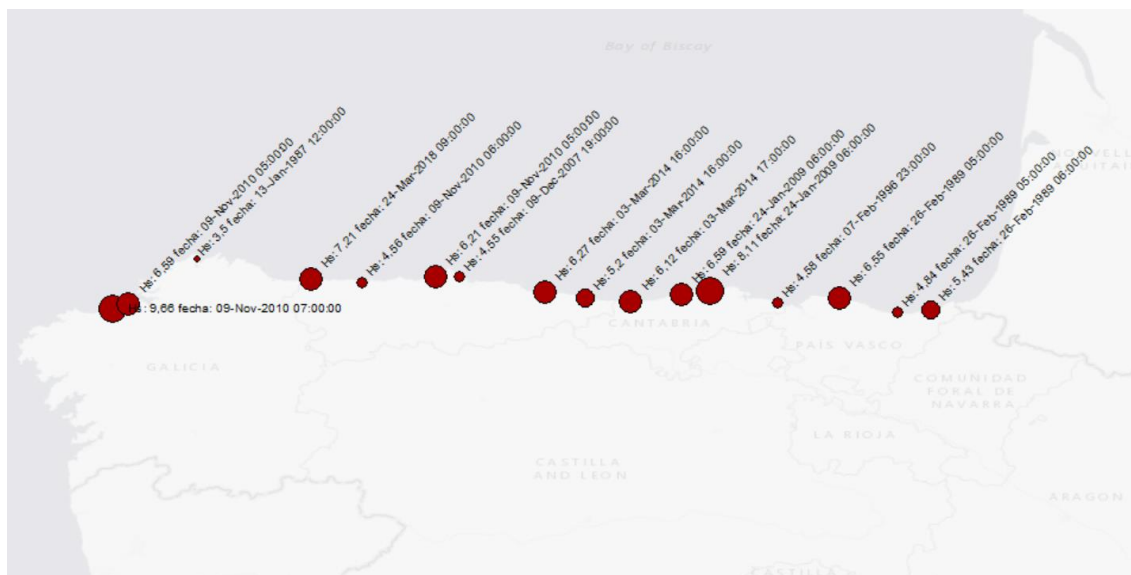 Bay of Biscay
Hs: 6,59 fecha: 09-Nov-2010 05:00:00
Hs: 3,5 fecha: 13-Jan-1987 12:00:00
Hs: 7,21 fecha: 24-Mar-2018 09:00:00
Hs: 4,56 fecha: 09-Nov-2010 06:00:00
Hs: 6,21 fecha: 09-Nov-2010 05:00:00
Hs: 4,55 fecha: 09-Dec-2007 19:00:00
Hs: 6,27 fecha: 03-Mar-2014 16:00:00
Hs: 5,2 fecha: 03-Mar-2014 16:00:00
Hs: 6,12 fecha: 03-Mar-2014 17:00:00
Hs: 6,59 fecha: 24-Jan-2009 06:00:00
Hs: 8,11 fecha: 24-Jan-2009 06:00:00
Hs: 4,58 fecha: 07-Feb-1996 23:00:00
Hs: 6,55 fecha: 26-Feb-1989 05:00:00
Hs: 4,84 fecha: 26-Feb-1989 05:00:00
Hs: 5,43 fecha: 26-Feb-1989 06:00:00
Hs: 9,66 fecha: 09-Nov-2010 07:00:00
CANTABRIA
PAÍS VASCO
GALICIA
COMUNIDAD
FORAL DE
NAVARRA
LA RIOJA
CASTILLA
AND LEON
ARAGON
CASTILLA